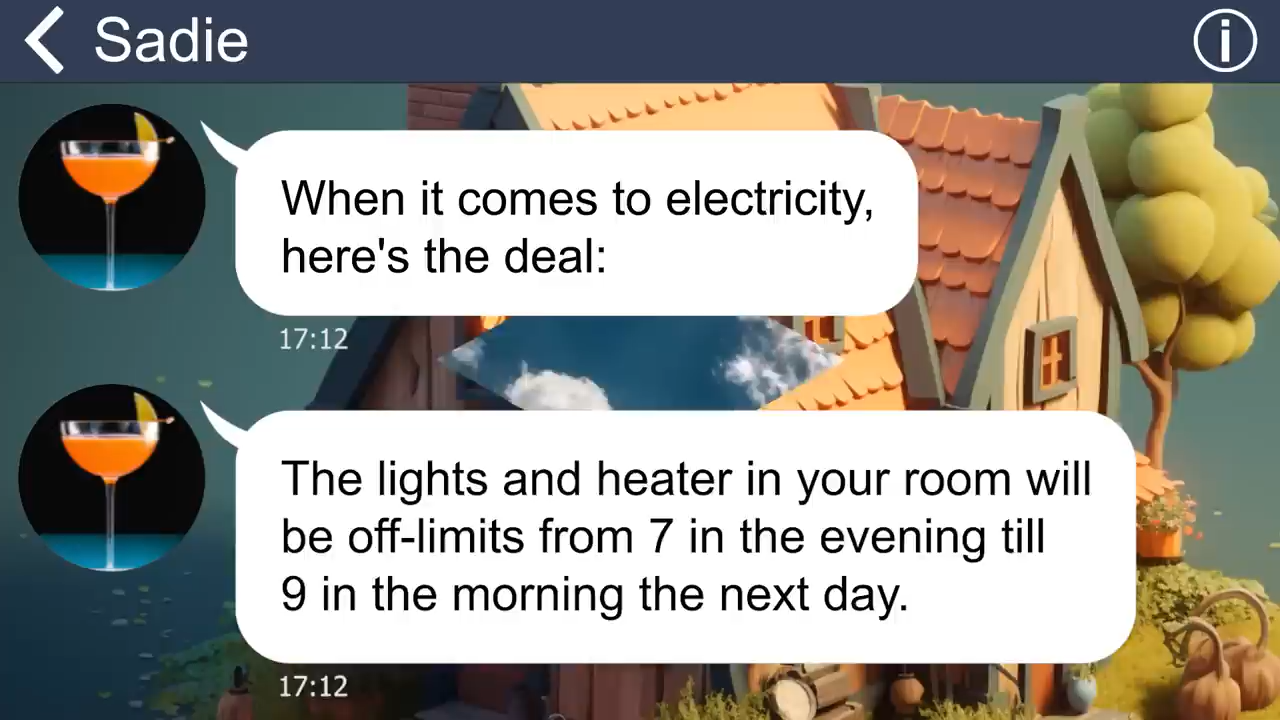 Sadie
When it comes to electricity,
here's the deal:
17:12
The lights and heater in your room will
be off-limits from 7 in the evening till
9 in the morning the next day.
17:12